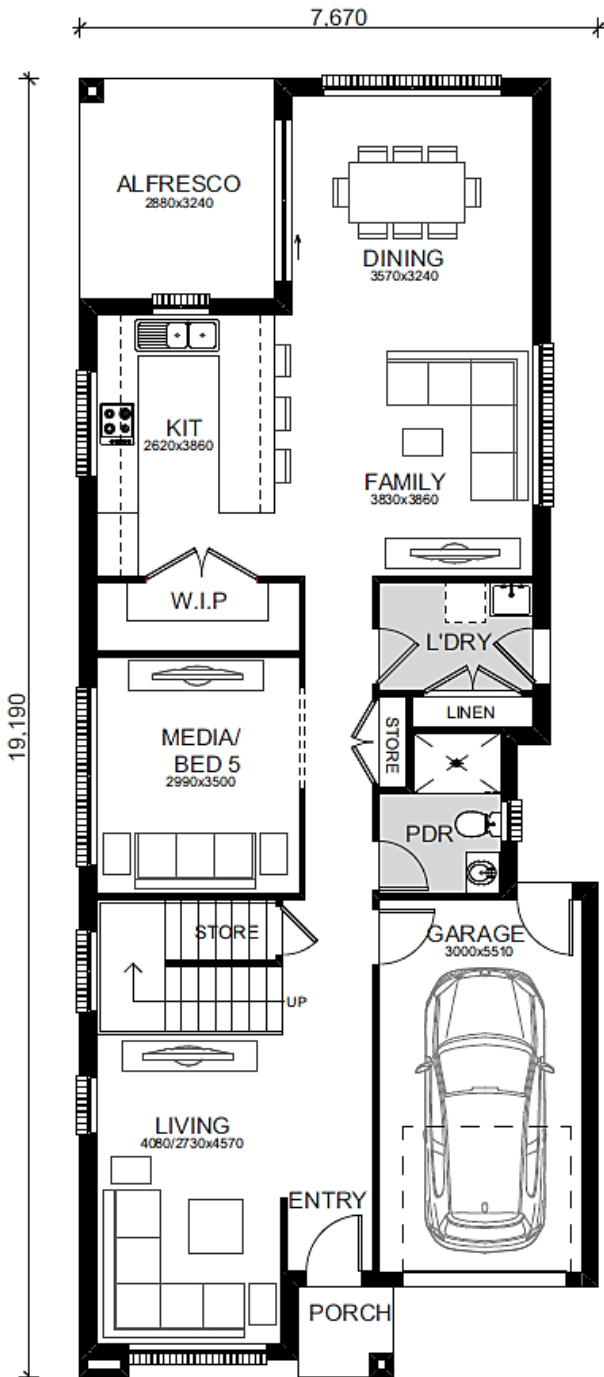 7,670
ALFRESCO
2880x3240
DINING
3570x3240
KIT
2620x3860
FAMILY
3830x3860
W.I.P
L'DRY
19,190
LINEN
MEDIA/
BED 5
2990x3500
STORE
PDR
STORE
GARAGE
3000x5510
UP
LIVING
4080/2730x4570
ENTRY
PORCH